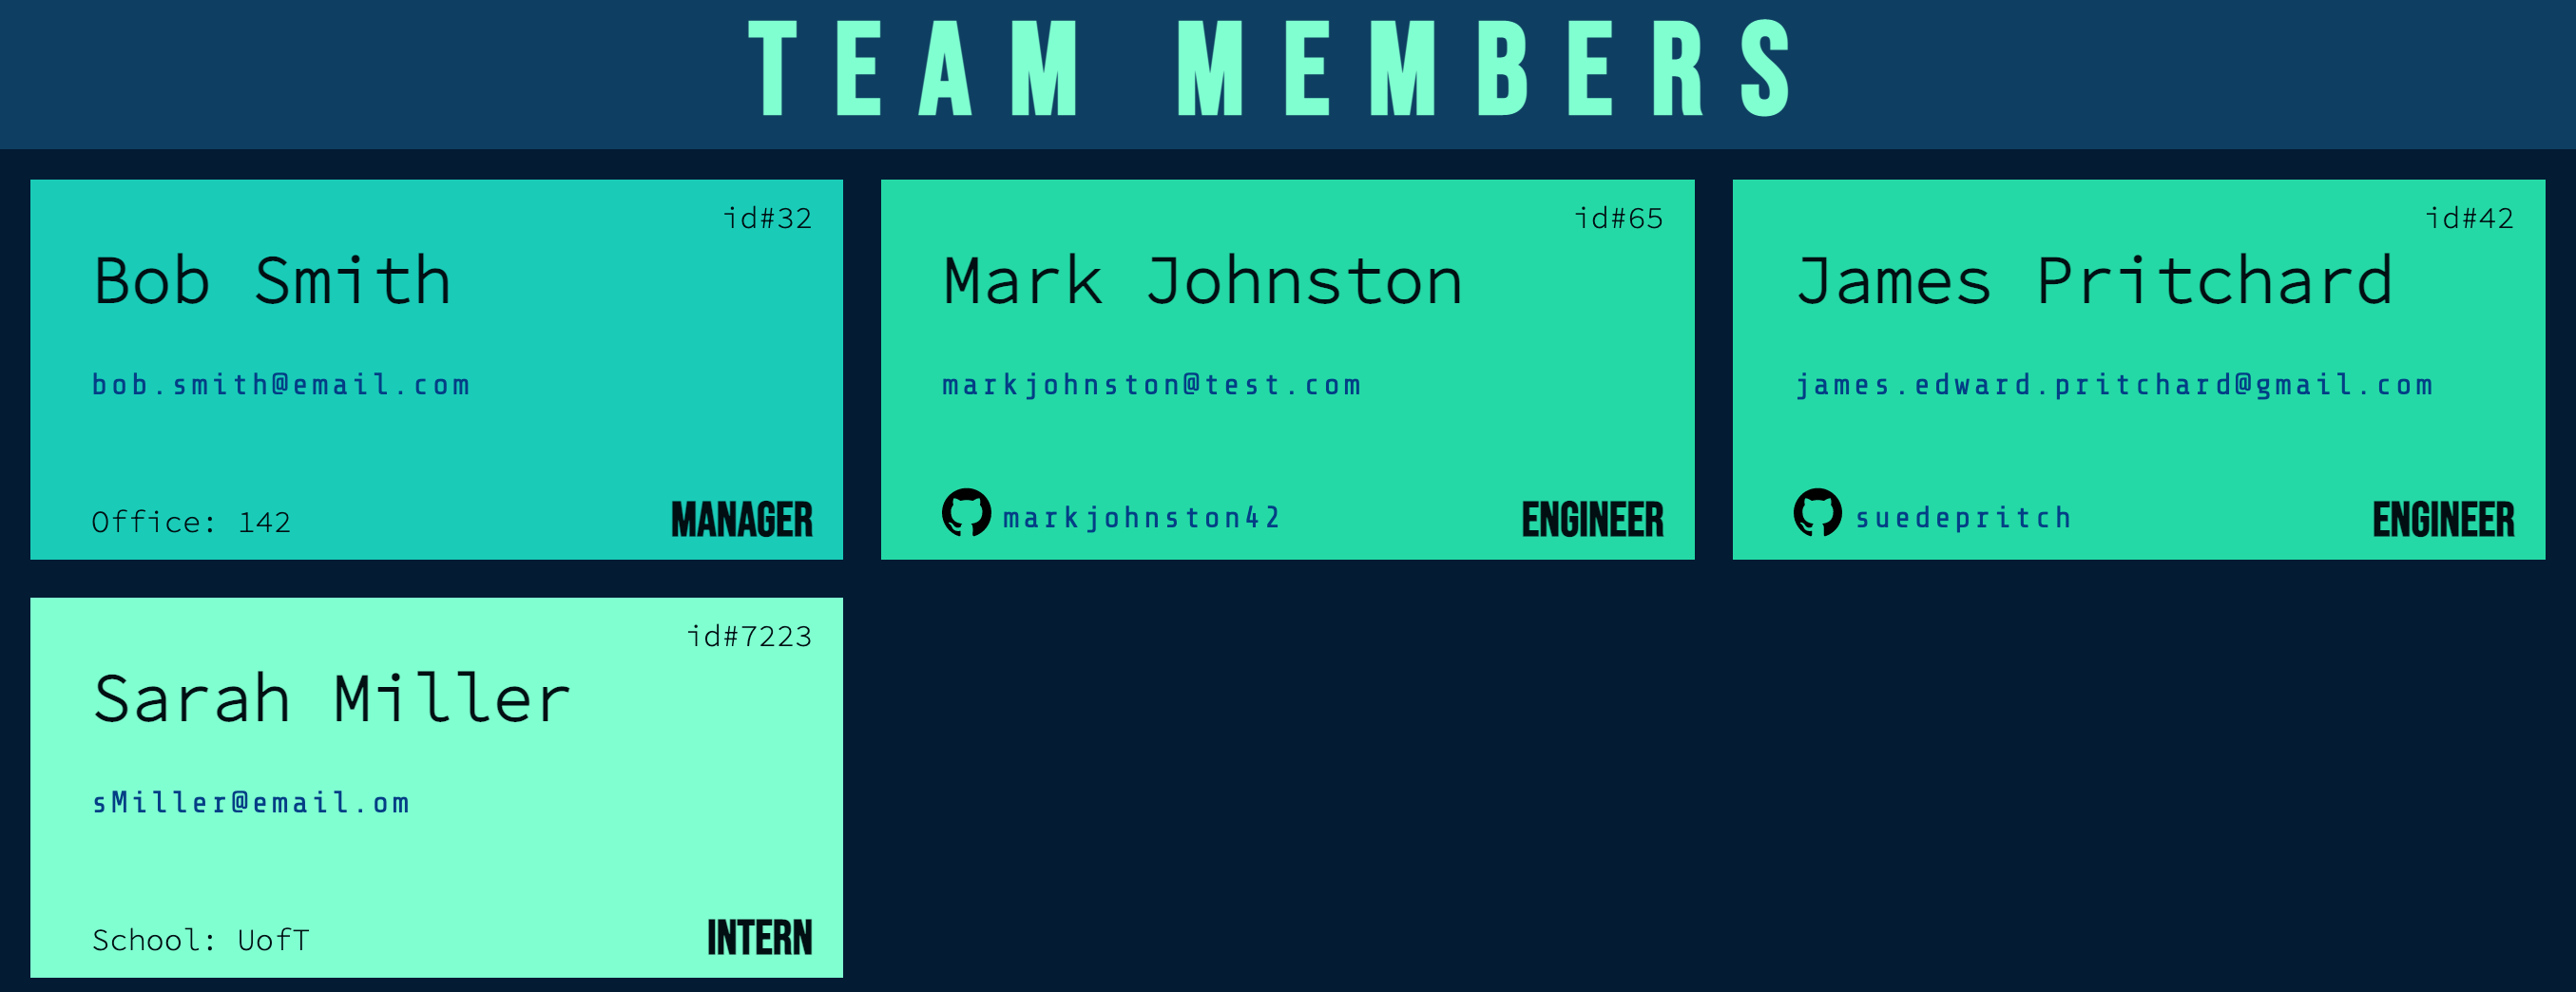 TEAM MEMBERS
id#32
Bob Smith
bob.smith@email.com
Office: 142
MANAGER
id#65
Mark Johnston
markjohnston@test.com
markjohnston42
ENGINEER
id#42
James Pritchard
james.edward.pritchard@gmail.com
suedepritch
ENGINEER
id#7223
Sarah Miller
sMiller@email.om
School: UofT
INTERN